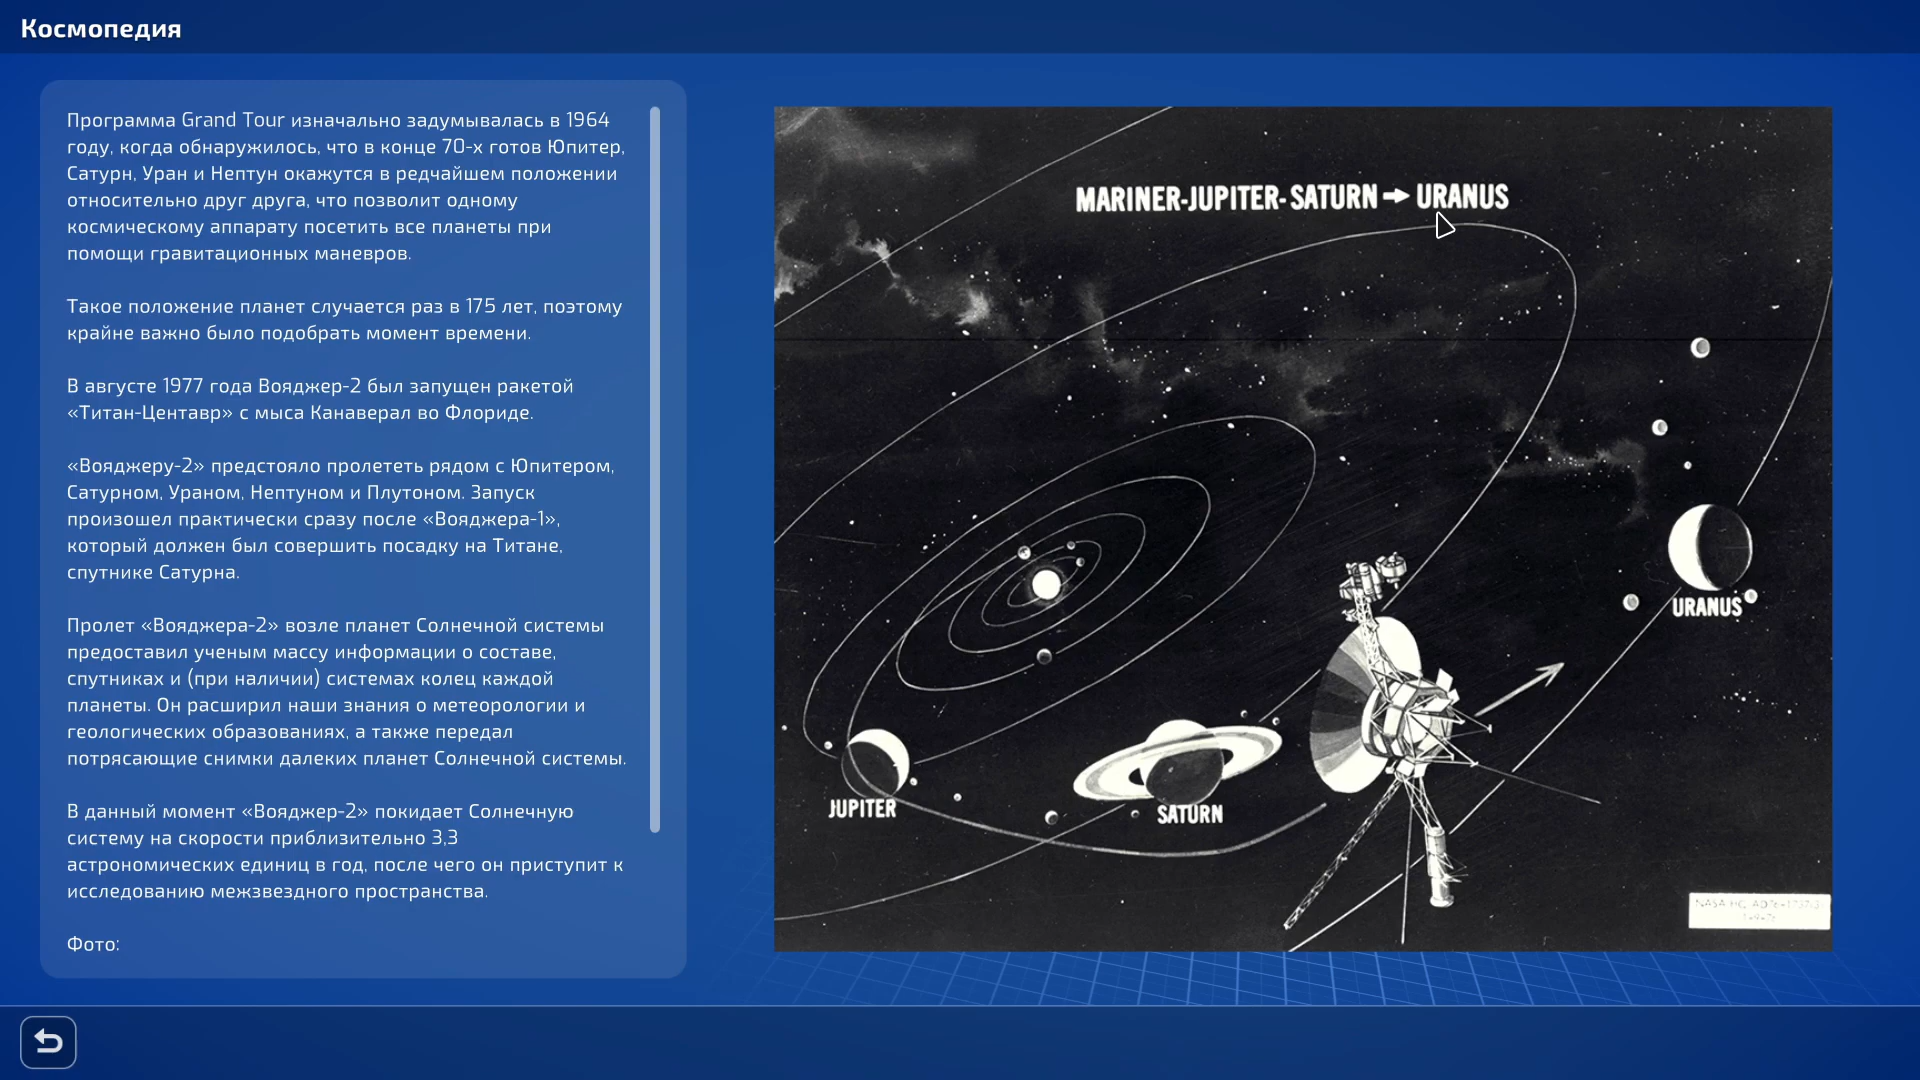 Космопедия
Программа Grand Tour изначально задумывалась в 1964
году, когда обнаружилось, что в конце 70-х готов Юпитер,
Сатурн, Уран и Нептун окажутся в редчайшем положении
относительно друг друга, что позволит одному
космическому аппарату посетить все планеты при
помощи гравитационных маневров.
Такое положение планет случается раз в 175 лет, поэтому
крайне важно было подобрать момент времени.
В августе 1977 года Вояджер-2 был запущен ракетой
«Титан-Центавр» с мыса Канаверал во Флориде.
«Вояджеру-2» предстояло пролететь рядом с Юпитером,
Сатурном, Ураном, Нептуном и Плутоном. Запуск
произошел практически сразу после «Вояджера-1»,
который должен был совершить посадку на Титане,
спутнике Сатурна.
Пролет «Вояджера-2» возле планет Солнечной системы
предоставил ученым массу информации о составе,
спутниках и (при наличии) системах колец каждой
планеты. Он расширил наши знания о метеорологии и
геологических образованиях, а также передал
потрясающие снимки далеких планет Солнечной системы.
В данный момент «Вояджер-2» покидает Солнечную
систему на скорости приблизительно 3,3
астрономических единиц в год, после чего он приступит к
исследованию межзвездного пространства.
Фото:
MARINER-JUPITER-SATURN → URANUS
URANUS
JUPITER
SATURN
NASA HQ